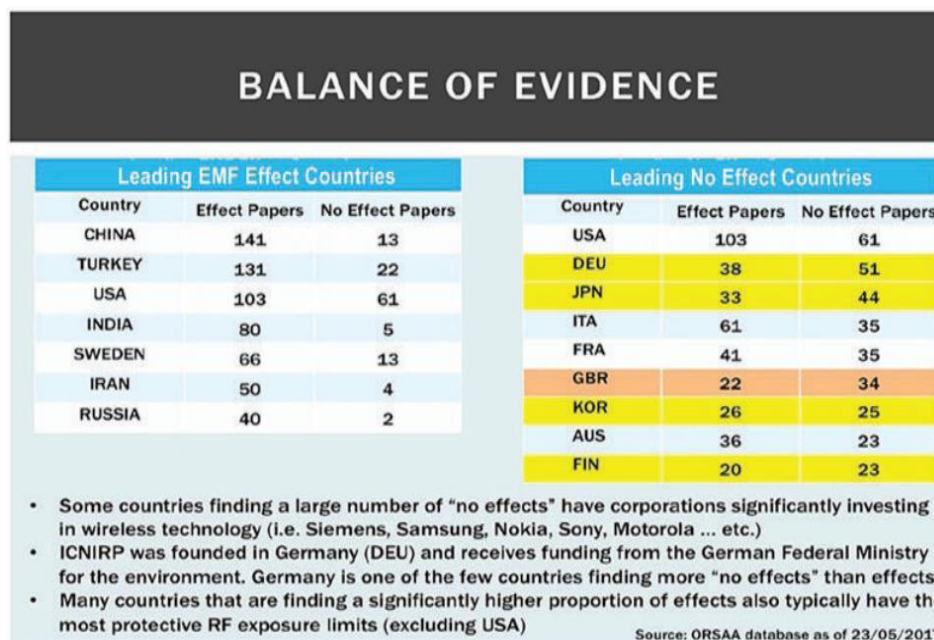 BALANCE OF EVIDENCE
Leading EMF Effect Countries
Country Effect Papers No Effect Papers
CHINA 141 13
TURKEY 131 22
USA 103 61
INDIA 80 5
SWEDEN 66 13
IRAN 50 4
RUSSIA 40 2
Leading No Effect Countries
Country Effect Papers No Effect Papers
USA 103 61
DEU 38 51
JPN 33 44
ITA 61 35
FRA 41 35
GBR 22 34
KOR 26 25
AUS 36 23
FIN 20 23
• Some countries finding a large number of “no effects” have corporations significantly investing
in wireless technology (i.e. Siemens, Samsung, Nokia, Sony, Motorola ... etc.)
• ICNIRP was founded in Germany (DEU) and receives funding from the German Federal Ministry
for the environment. Germany is one of the few countries finding more “no effects” than effects
• Many countries that are finding a significantly higher proportion of effects also typically have th
most protective RF exposure limits (excluding USA)
Source: ORSAA database as of 23/05/201